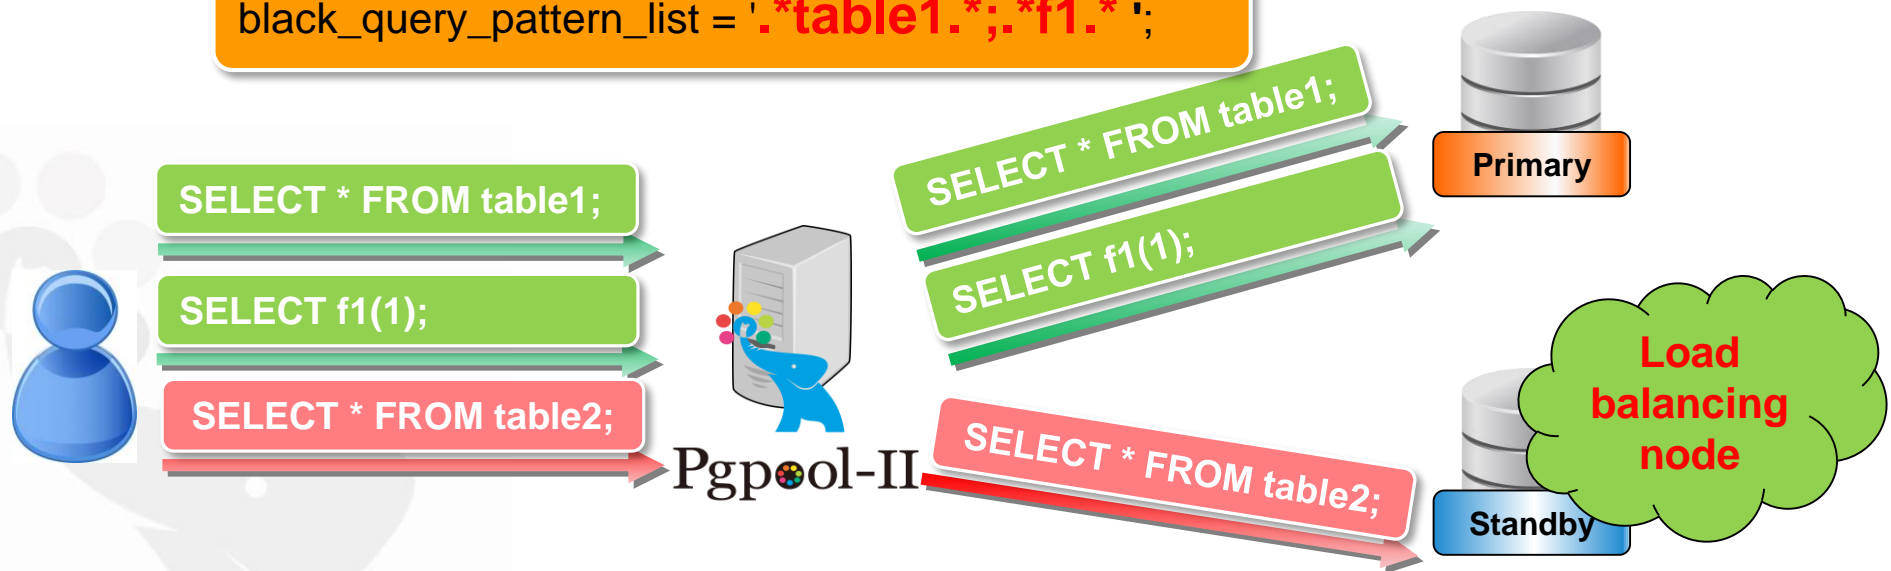 black_query_pattern_list = '.*table1.*;.*f1.* ';
SELECT * FROM table1;
SELECT f1(1);
SELECT * FROM table2;
Pgpool-II
SELECT * FROM table1;
SELECT f1(1);
SELECT * FROM table2;
Primary
Load
balancing
node
Standby